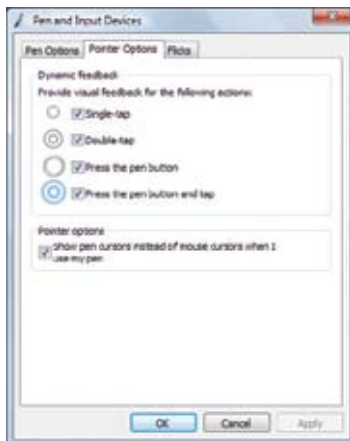 Pen and Input Devices
Pen Options Pointer Options Flicks
Dynamic feedback
Provide visual feedback for the following actions:
Single-tap
Double-tap
Press the pen button
Press the pen button and tap
Pointer options
Show pen cursors instead of mouse cursors when I
use my pen
OK Cancel Apply